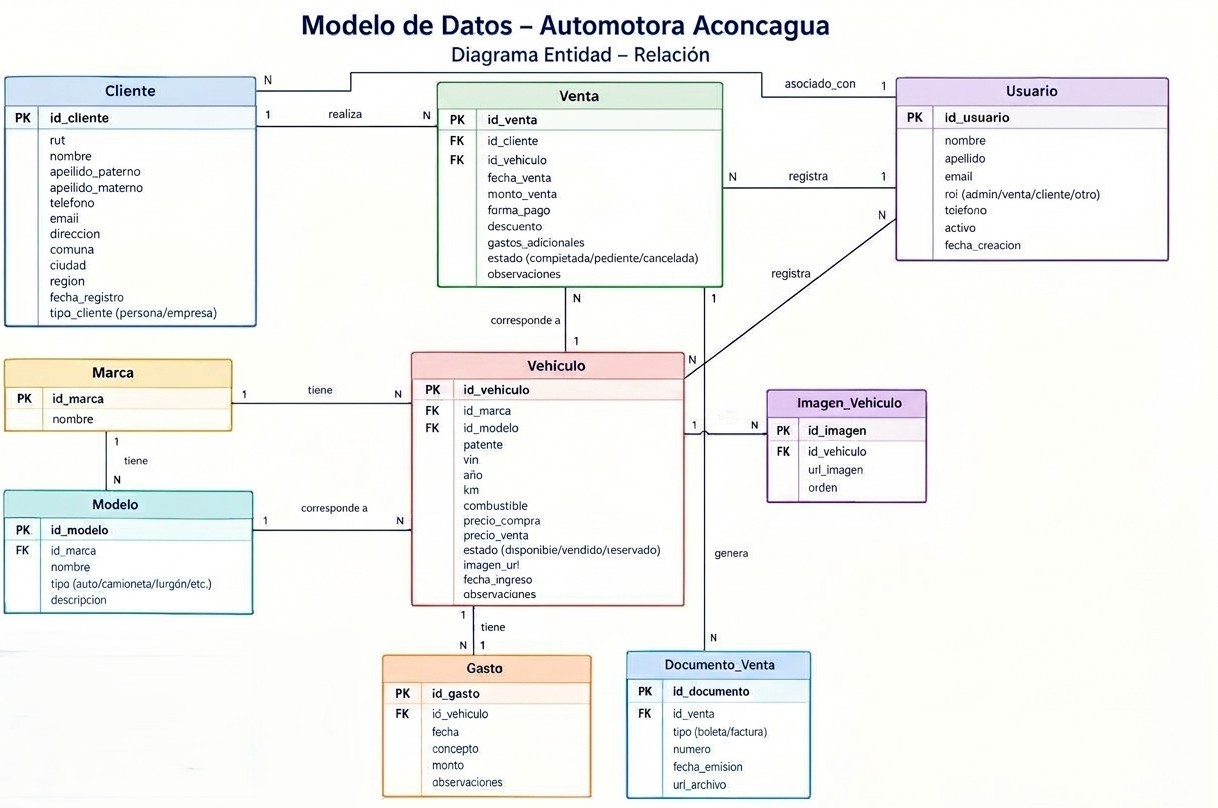 Modelo de Datos – Automotora Aconcagua
Diagrama Entidad – Relación
Cliente
PK id_cliente
rut
nombre
apeilido_paterno
apeilido_materno
telefono
emaii
direccion
comuna
ciudad
region
fecha_registro
tipo_cliente (persona/empresa)
N
asociado_con
1
1
realiza
N
Venta
PK id_venta
FK id_cliente
FK id_vehiculo
fecha_venta
monto_venta
forma_pago
descuento
gastos_adicionales
estado (compietada/pediente/cancelada)
observaciones
Usuario
PK id_usuario
nombre
apellido
email
roi (admin/venta/cliente/otro)
teiefono
activo
fecha_creacion
N
registra
1
N
registra
N
N
corresponde a
1
1
genera
N
Marca
PK id_marca
nombre
1
tiene
N
1
tiene
N
Modelo
PK id_modelo
FK id_marca
nombre
tipo (auto/camioneta/lurgón/etc.)
descripcion
1
corresponde a
N
Vehiculo
PK id_vehiculo
FK id_marca
FK id_modelo
patente
vin
año
km
combustible
precio_compra
precio_venta
estado (disponibie/vendido/ieservado)
imagen_url
fecha_ingreso
observaciones
1
N
Imagen_Vehiculo
PK id_imagen
FK id_vehiculo
url_imagen
orden
1
tiene
N 1
Gasto
PK id_gasto
FK id_vehiculo
fecha
concepto
monto
observaciones
Documento_Venta
PK id_documento
FK id_venta
tipo (boleta/factura)
numero
fecha_emision
url_archivo